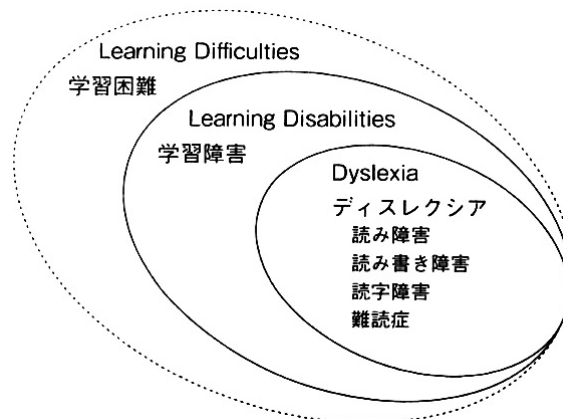 Learning Difficulties
学習困難
Learning Disabilities
学習障害
Dyslexia
ディスレクシア
読み障害
読み書き障害
読字障害
難読症